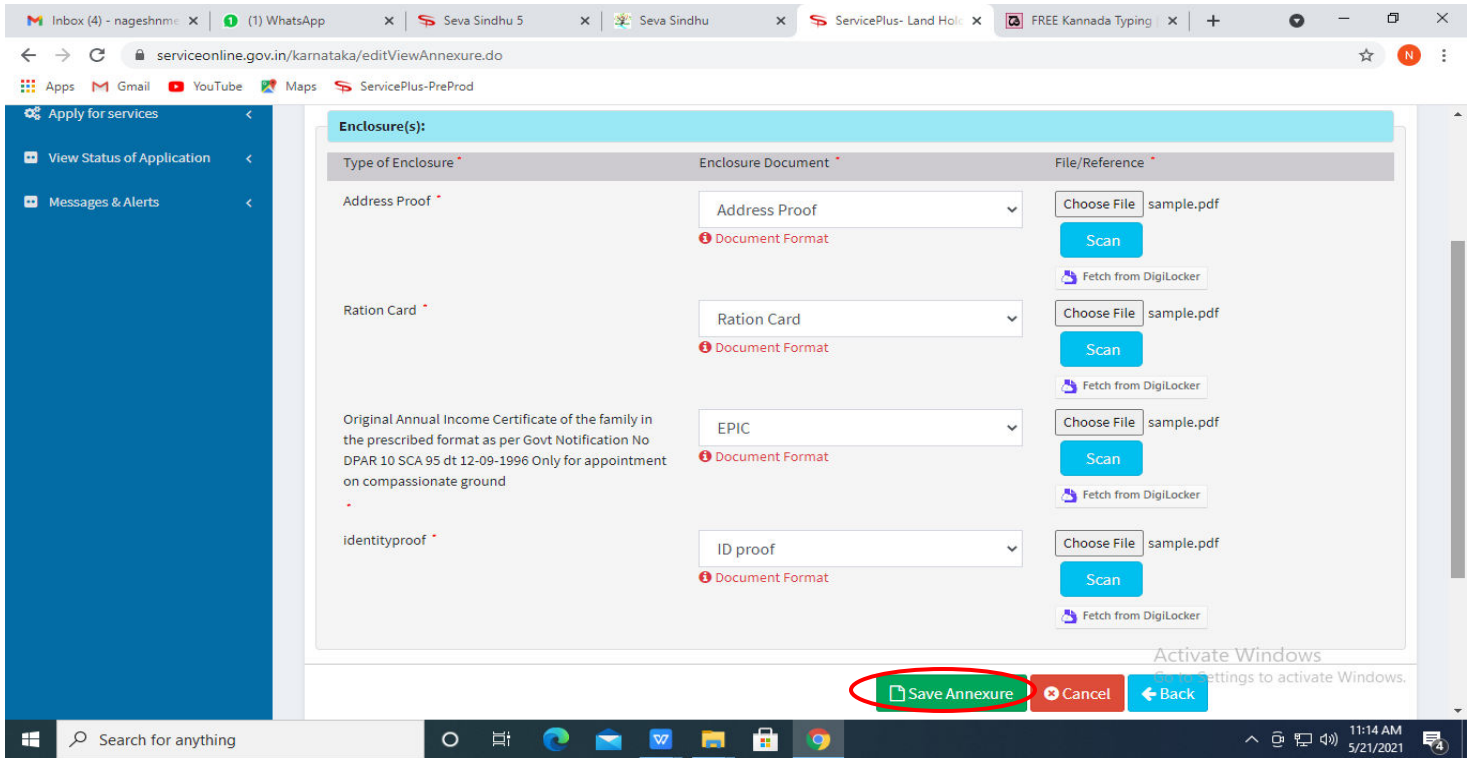 Inbox (4) - nageshnme
(1) WhatsApp
Seva Sindhu 5
Seva Sindhu
ServicePlus- Land Hold
FREE Kannada Typing
serviceonline.gov.in/karnataka/editViewAnnexure.do
N
Apps
Gmail
YouTube
Maps
ServicePlus-PreProd
Apply for services
View Status of Application
Messages & Alerts
Enclosure(s):
Type of Enclosure *
Enclosure Document *
File/Reference *
Address Proof *
Address Proof
Document Format
Choose File sample.pdf
Scan
Fetch from DigiLocker
Ration Card *
Ration Card
Document Format
Choose File sample.pdf
Scan
Fetch from DigiLocker
Original Annual Income Certificate of the family in
the prescribed format as per Govt Notification No
DPAR 10 SCA 95 dt 12-09-1996 Only for appointment
on compassionate ground
*
EPIC
Document Format
Choose File sample.pdf
Scan
Fetch from DigiLocker
identityproof *
ID proof
Document Format
Choose File sample.pdf
Scan
Fetch from DigiLocker
Activate Windows
Go to Settings to activate Windows.
Save Annexure
Cancel
Back
Search for anything
11:14 AM
5/21/2021
4